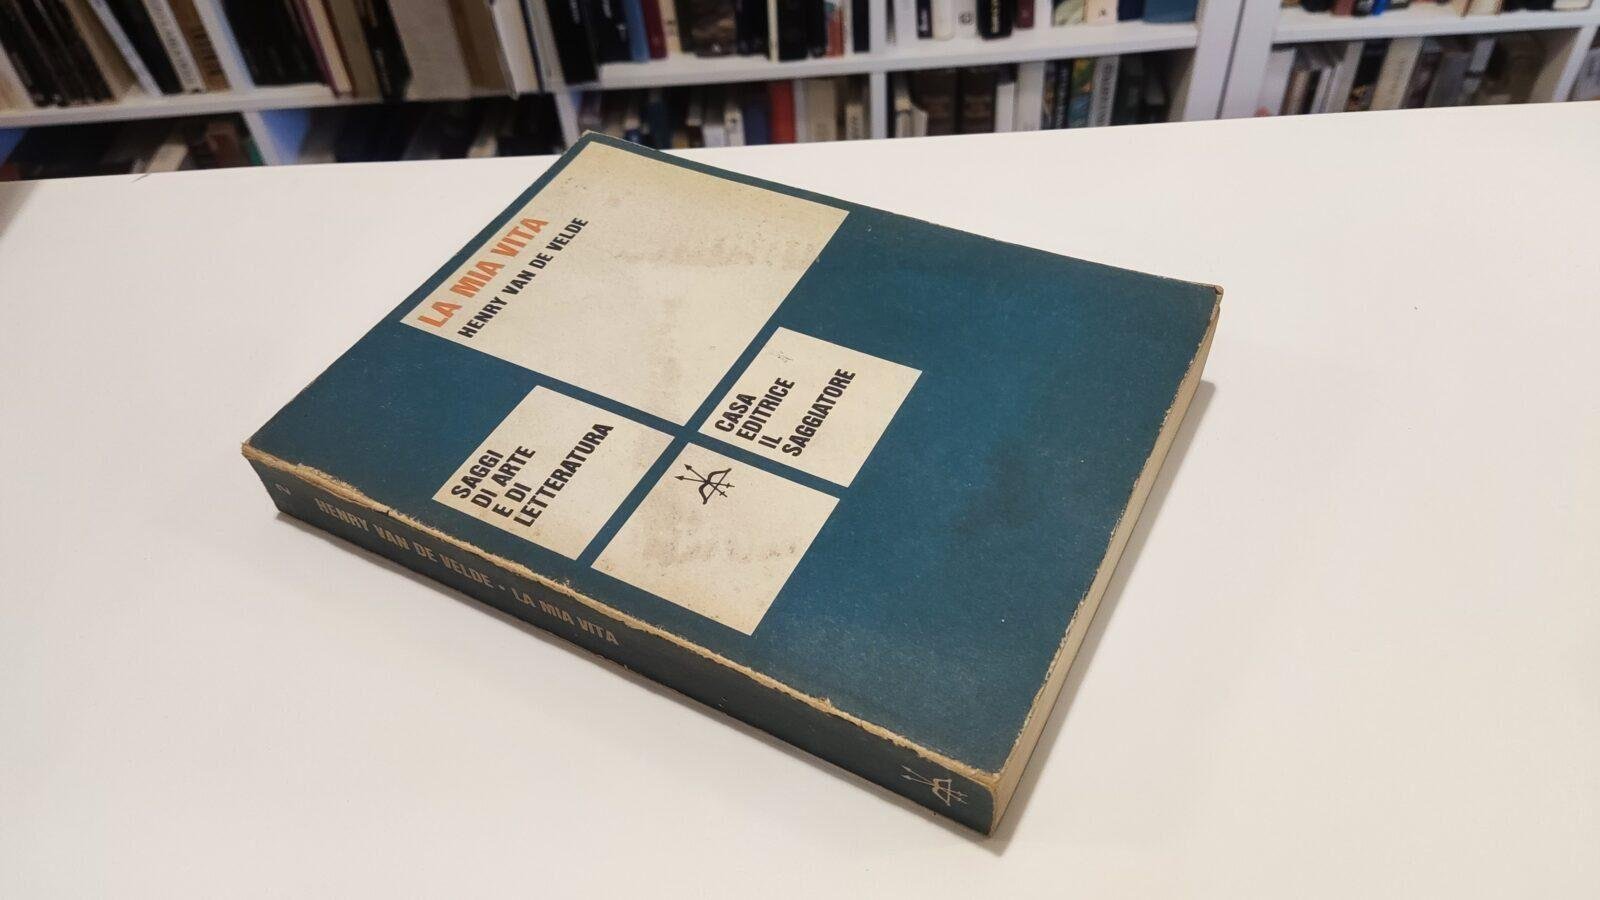 LA MIA VITA
HENRY VAN DE VELDE
SAGGI
DI ARTE
E DI
LETTERATURA
CASA
EDITRICE
IL
SAGGIATORE
2 HENRY VAN DE VELDE • LA MIA VITA